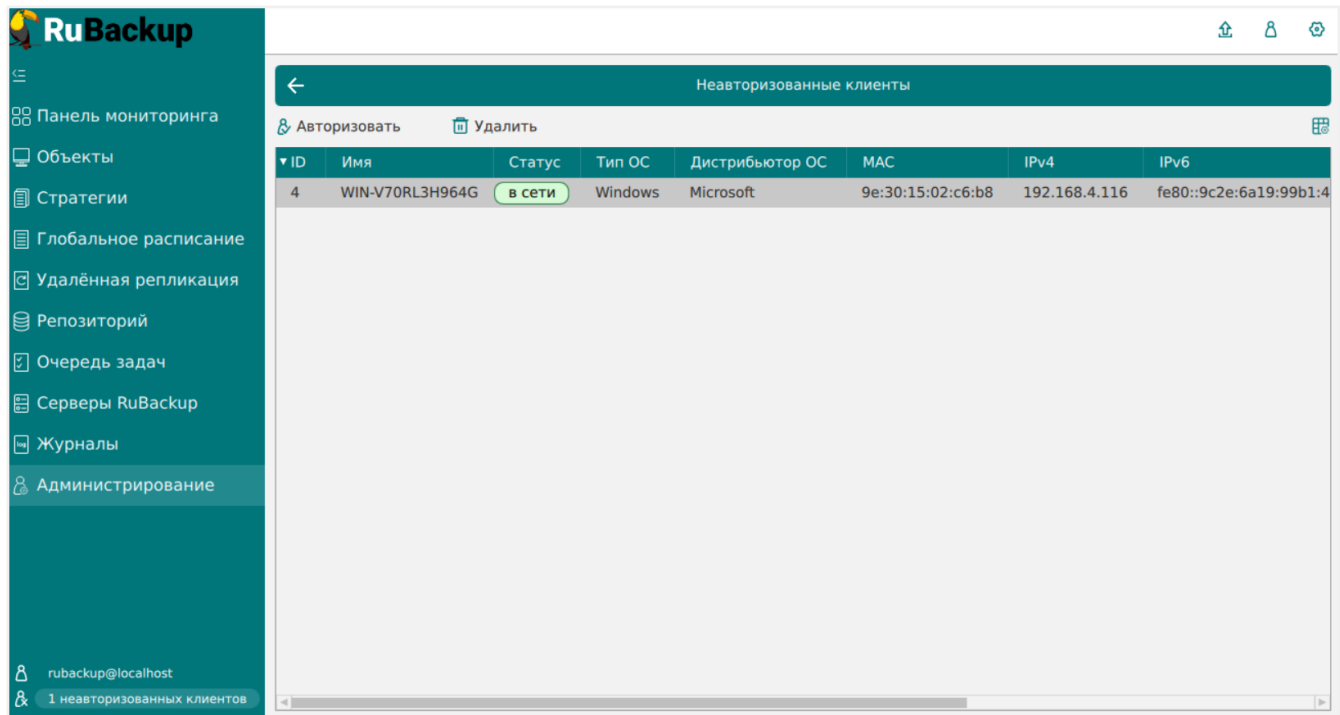 RuBackup
Неавторизованные клиенты
Панель мониторинга
Объекты
Стратегии
Глобальное расписание
Удалённая репликация
Репозиторий
Очередь задач
Серверы RuBackup
Журналы
Администрирование
rubackup@localhost
1 неавторизованных клиентов
Авторизовать Удалить
ID Имя Статус Тип ОС Дистрибьютор ОС MAC IPv4 IPv6
4 WIN-V70RL3H964G в сети Windows Microsoft 9e:30:15:02:c6:b8 192.168.4.116 fe80::9c2e:6a19:99b1:4